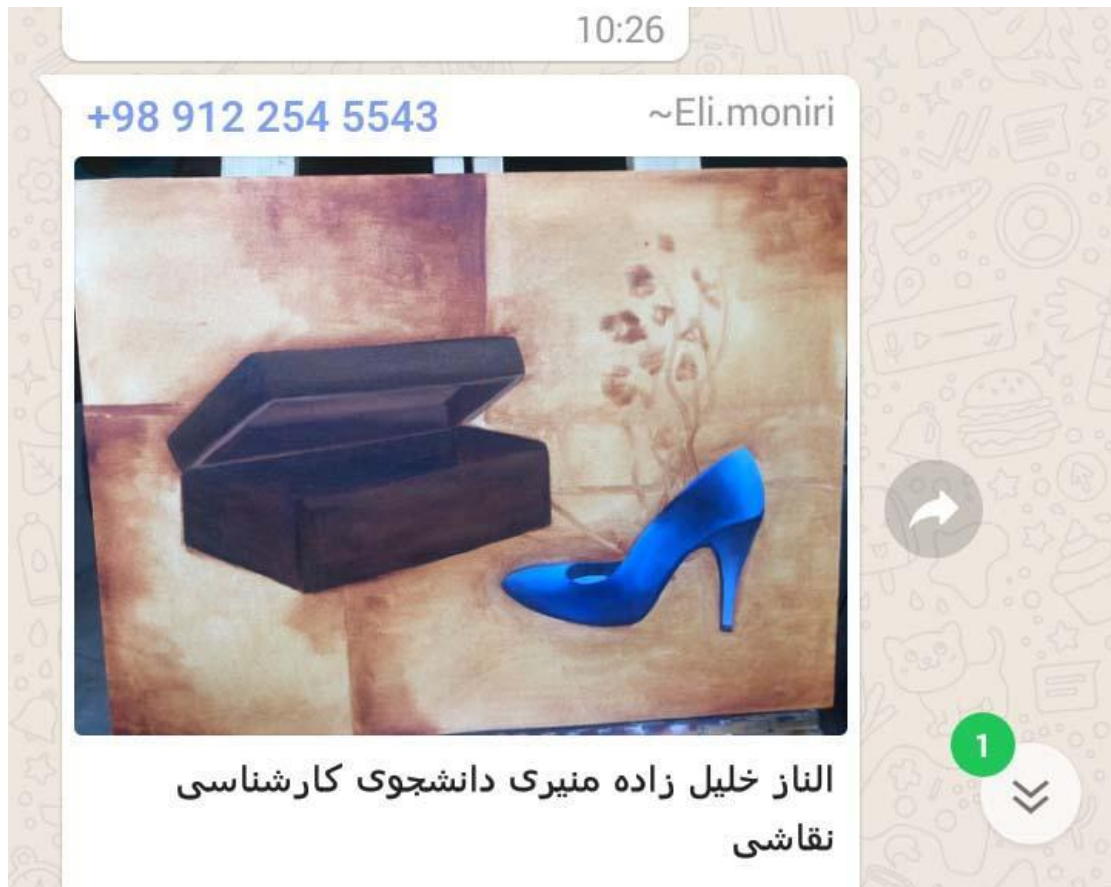 10:26
+98 912 254 5543 ~Eli.moniri
الناز خلیل زاده منیری دانشجوی کارشناسی
نقاشی
1